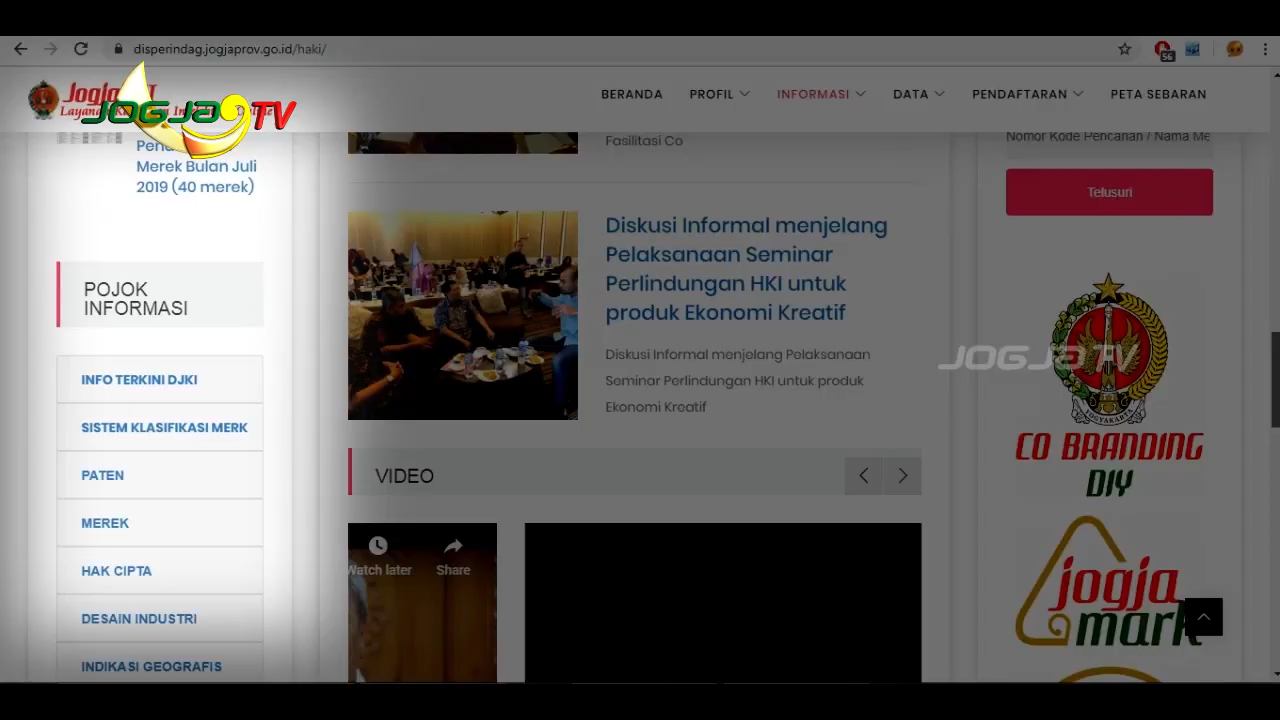 disperindag.jogjaprov.go.id/haki/
56
JOGJA TV
BERANDA
PROFIL
INFORMASI
DATA
PENDAFTARAN
PETA SEBARAN
Merek Bulan Juli
2019 (40 merek)
POJOK
INFORMASI
INFO TERKINI DJKI
SISTEM KLASIFIKASI MERK
PATEN
MEREK
HAK CIPTA
DESAIN INDUSTRI
INDIKASI GEOGRAFIS
Fasilitasi Co
Diskusi Informal menjelang
Pelaksanaan Seminar
Perlindungan HKI untuk
produk Ekonomi Kreatif
Diskusi Informal menjelang Pelaksanaan
Seminar Perlindungan HKI untuk produk
Ekonomi Kreatif
VIDEO
Watch later
Share
Nomor Kode Pencarian / Nama Me
Telusuri
JOGJA TV
YOGYAKARTA
CO BRANDING
DIY
jogja
mark